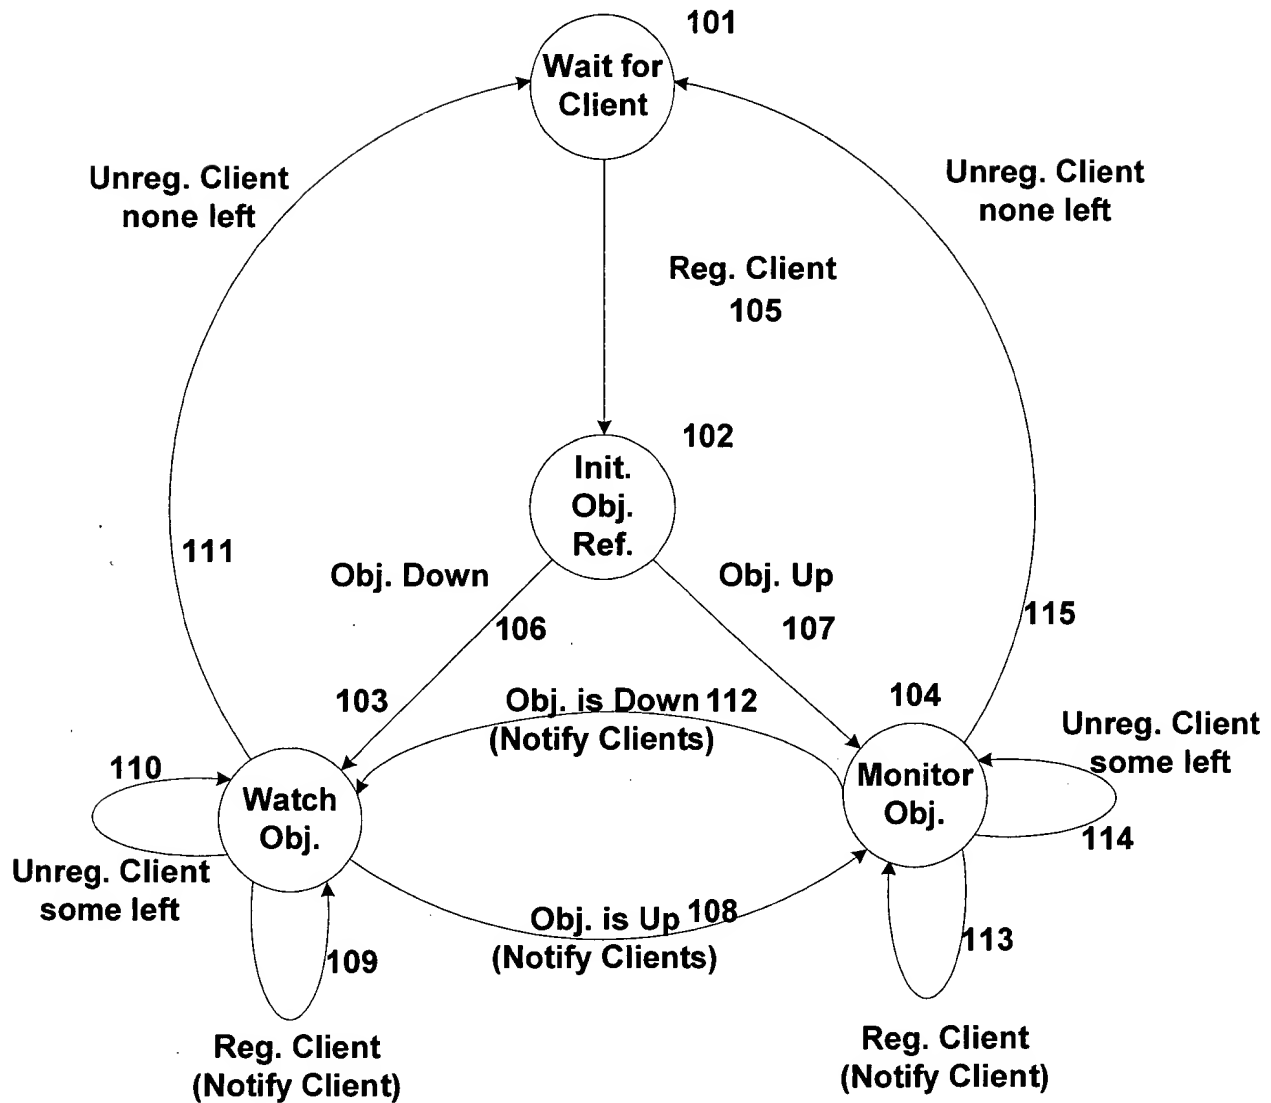 101
Wait for
Client
Unreg. Client
none left
Unreg. Client
none left
Reg. Client
105
102
Init.
Obj.
Ref.
111
Obj. Down
106
Obj. Up
107
115
103
Obj. is Down 112
(Notify Clients)
104
Unreg. Client
some left
110
Watch
Obj.
Monitor
Obj.
114
Unreg. Client
some left
Obj. is Up 108
(Notify Clients)
109
113
Reg. Client
(Notify Client)
Reg. Client
(Notify Client)